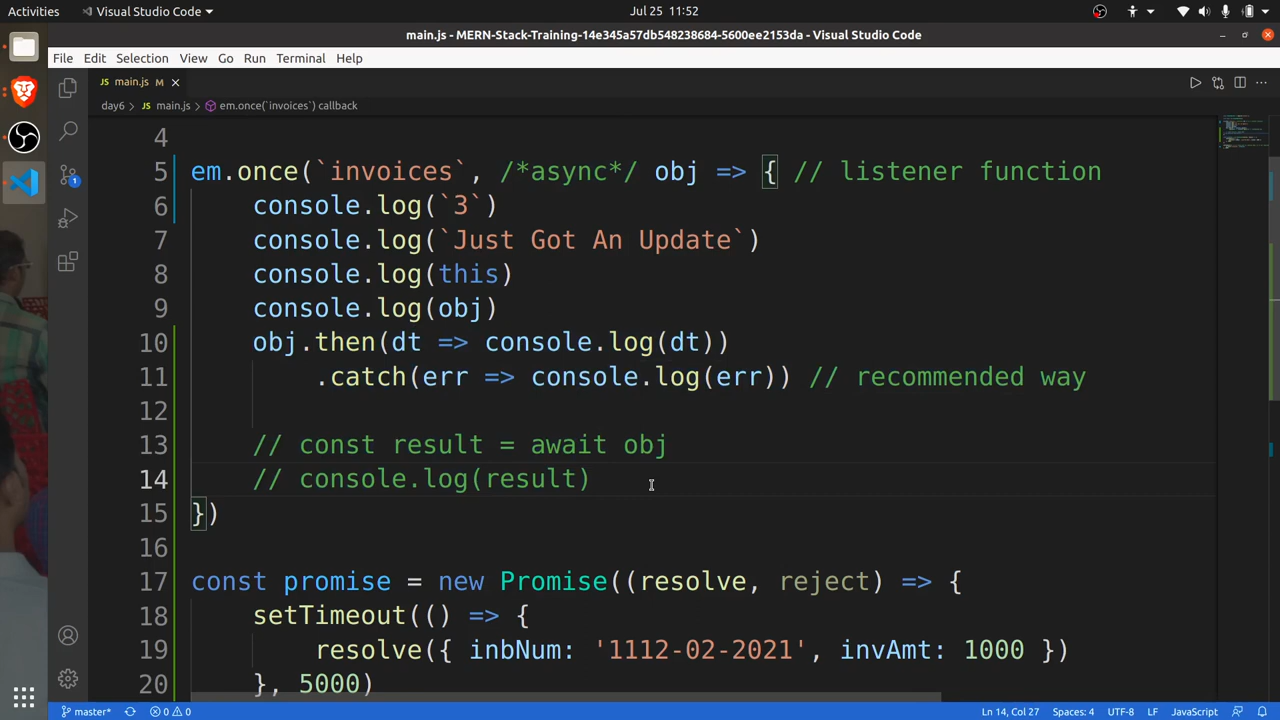 Activities Visual Studio Code Jul 25 11:52
main.js - MERN-Stack-Training-14e345a57db548238684-5600ee2153da - Visual Studio Code
File Edit Selection View Go Run Terminal Help
JS main.js M
day6 > JS main.js > em.once(`invoices`) callback
4
5 em.once(`invoices`, /*async*/ obj => { // listener function
6 console.log(`3`)
7 console.log(`Just Got An Update`)
8 console.log(this)
9 console.log(obj)
10 obj.then(dt => console.log(dt))
11 .catch(err => console.log(err)) // recommended way
12
13 // const result = await obj
14 // console.log(result)
15 })
16
17 const promise = new Promise((resolve, reject) => {
18 setTimeout(() => {
19 resolve({ inbNum: '1112-02-2021', invAmt: 1000 })
20 }, 5000)
1
master* 0 0 Ln 14, Col 27 Spaces: 4 UTF-8 LF JavaScript